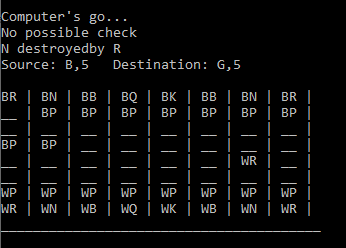 Computer's go...
No possible check
N destroyedby R
Source: B,5   Destination: G,5
BR | BN | BB | BQ | BK | BB | BN | BR |
__ | BP | BP | BP | BP | BP | BP | BP |
__ | __ | __ | __ | __ | __ | __ | __ |
BP | BP | __ | __ | __ | __ | __ | __ |
__ | __ | __ | __ | __ | __ | WR | __ |
__ | __ | __ | __ | __ | __ | __ | __ |
WP | WP | WP | WP | WP | WP | WP | WP |
WR | WN | WB | WQ | WK | WB | WN | WR |
________________________________________